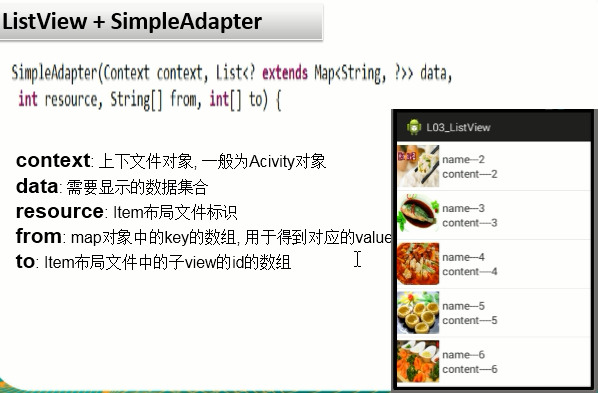 ListView + SimpleAdapter
SimpleAdapter(Context context, List<? extends Map<String, ?>> data,
int resource, String[] from, int[] to) {
context: 上下文件对象, 一般为Acivity对象
data: 需要显示的数据集合
resource: Item布局文件标识
from: map对象中的key的数组, 用于得到对应的value
to: Item布局文件中的子view的id的数组
L03_ListView
name---2
content----2
name---3
content----3
name---4
content----4
name---5
content----5
name---6
content----6